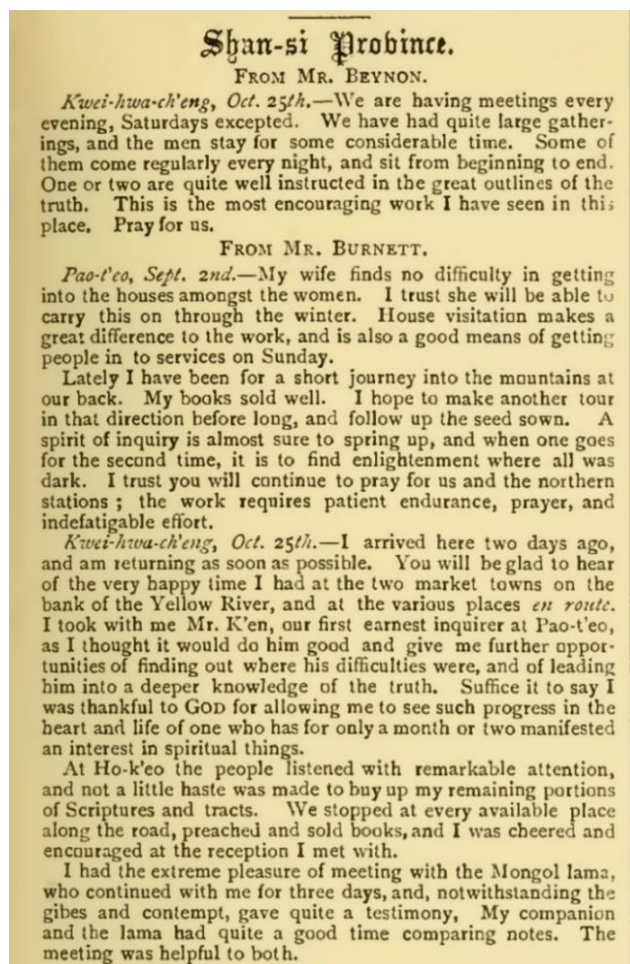 Shan-si Province.
FROM MR. BEYNON.
Kwei-hwa-ch'eng, Oct. 25th.—We are having meetings every
evening, Saturdays excepted. We have had quite large gather-
ings, and the men stay for some considerable time. Some of
them come regularly every night, and sit from beginning to end.
One or two are quite well instructed in the great outlines of the
truth. This is the most encouraging work I have seen in this
place. Pray for us.
FROM MR. BURNETT.
Pao-t'eo, Sept. 2nd.—My wife finds no difficulty in getting
into the houses amongst the women. I trust she will be able to
carry this on through the winter. House visitation makes a
great difference to the work, and is also a good means of getting
people in to services on Sunday.
Lately I have been for a short journey into the mountains at
our back. My books sold well. I hope to make another tour
in that direction before long, and follow up the seed sown. A
spirit of inquiry is almost sure to spring up, and when one goes
for the second time, it is to find enlightenment where all was
dark. I trust you will continue to pray for us and the northern
stations ; the work requires patient endurance, prayer, and
indefatigable effort.
Kwei-hwa-ch'eng, Oct. 25th.—I arrived here two days ago,
and am returning as soon as possible. You will be glad to hear
of the very happy time I had at the two market towns on the
bank of the Yellow River, and at the various places en route.
I took with me Mr. K'en, our first earnest inquirer at Pao-t'eo,
as I thought it would do him good and give me further oppor-
tunities of finding out where his difficulties were, and of leading
him into a deeper knowledge of the truth. Suffice it to say I
was thankful to GOD for allowing me to see such progress in the
heart and life of one who has for only a month or two manifested
an interest in spiritual things.
At Ho-k'eo the people listened with remarkable attention,
and not a little haste was made to buy up my remaining portions
of Scriptures and tracts. We stopped at every available place
along the road, preached and sold books, and I was cheered and
encouraged at the reception I met with.
I had the extreme pleasure of meeting with the Mongol lama,
who continued with me for three days, and, notwithstanding the
gibes and contempt, gave quite a testimony, My companion
and the lama had quite a good time comparing notes. The
meeting was helpful to both.